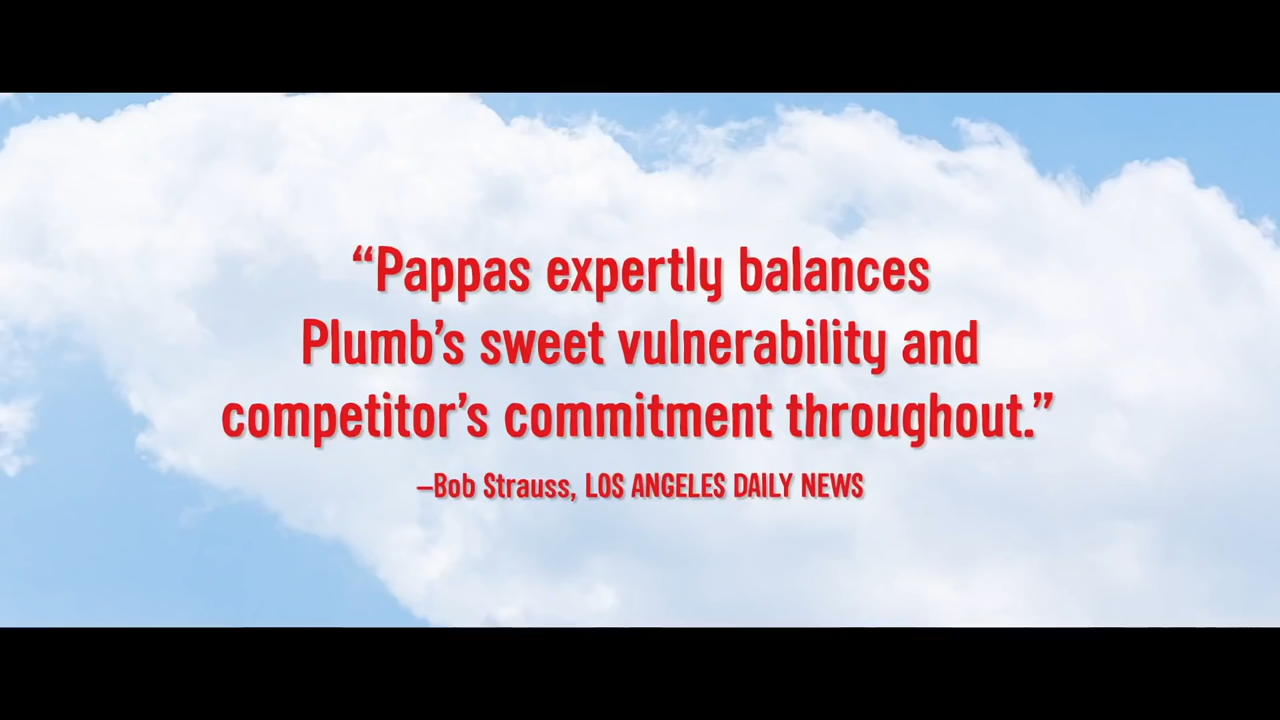 “Pappas expertly balances
Plumb’s sweet vulnerability and
competitor’s commitment throughout.”
–Bob Strauss, LOS ANGELES DAILY NEWS